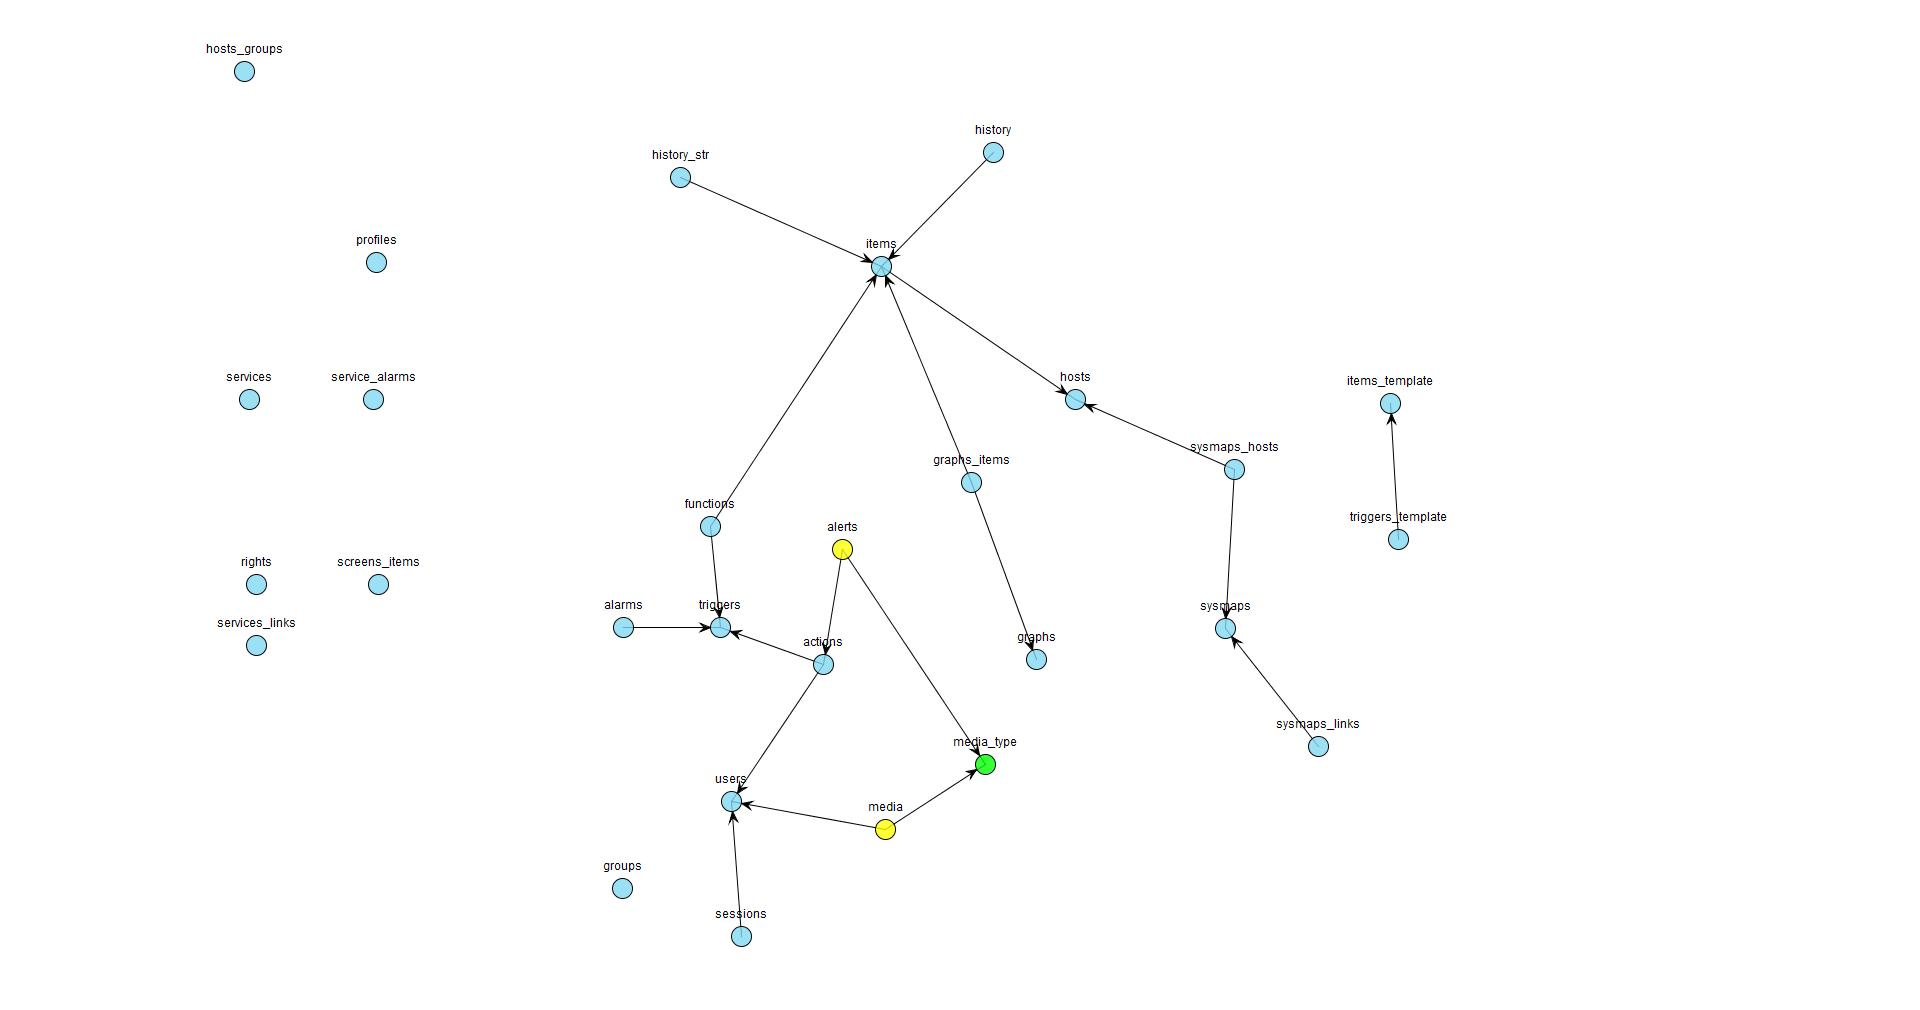 hosts_groups
history
history_str
profiles
items
services
service_alarms
hosts
items_template
sysmaps_hosts
graphs_items
functions
triggers_template
alerts
rights
screens_items
alarms
triggers
sysmaps
services_links
actions
graphs
sysmaps_links
media_type
users
media
groups
sessions